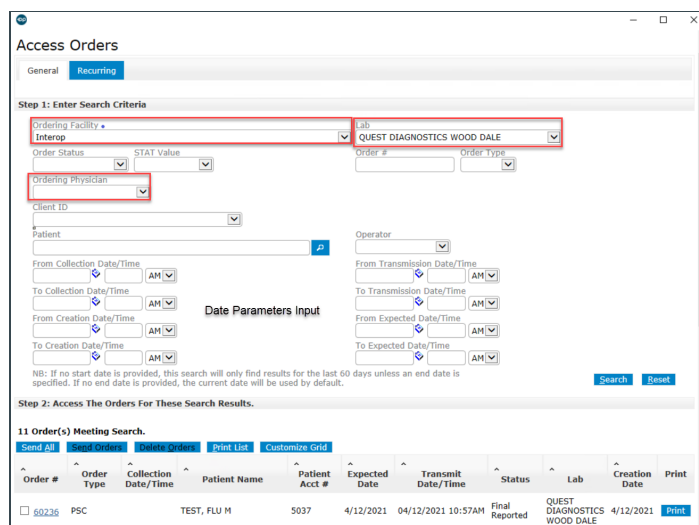 Access Orders
General Recurring
Step 1: Enter Search Criteria
Ordering Facility Lab
Interop QUEST DIAGNOSTICS WOOD DALE
Order Status STAT Value Order # Order Type
Ordering Physician
Client ID
Patient Operator
From Collection Date/Time From Transmission Date/Time
AM AM
To Collection Date/Time To Transmission Date/Time
AM AM
Date Parameters Input
From Creation Date/Time From Expected Date/Time
AM AM
To Creation Date/Time To Expected Date/Time
AM AM
NB: If no start date is provided, this search will only find results for the last 60 days unless an end date is
specified. If no end date is provided, the current date will be used by default.
Search Reset
Step 2: Access The Orders For These Search Results.
11 Order(s) Meeting Search.
Send All Send Orders Delete Orders Print List Customize Grid
Order # Order Type Collection Date/Time Patient Name Patient Acct # Expected Date Transmit Date/Time Status Lab Creation Date Print
60236 PSC TEST, FLU M 5037 4/12/2021 04/12/2021 10:57AM Final Reported QUEST DIAGNOSTICS WOOD DALE 4/12/2021 Print